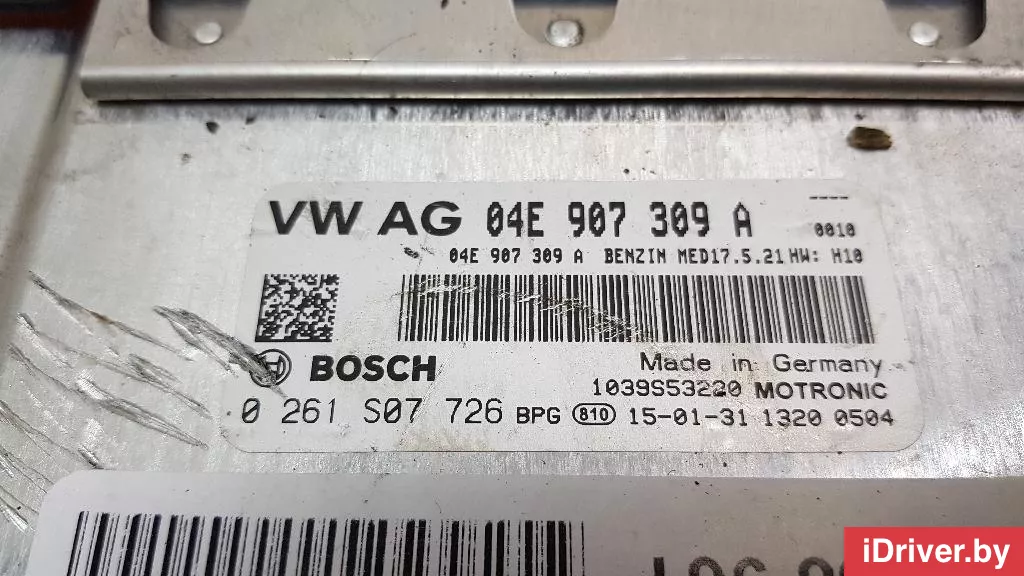 VW AG 04E 907 309 A ----
0010
04E 907 309 A BENZIN MED17.5.21 HW: H10
BOSCH
Made in Germany
1039S53220 MOTRONIC
0 261 S07 726 BPG 810 15-01-31 1320 0504
iDriver.by